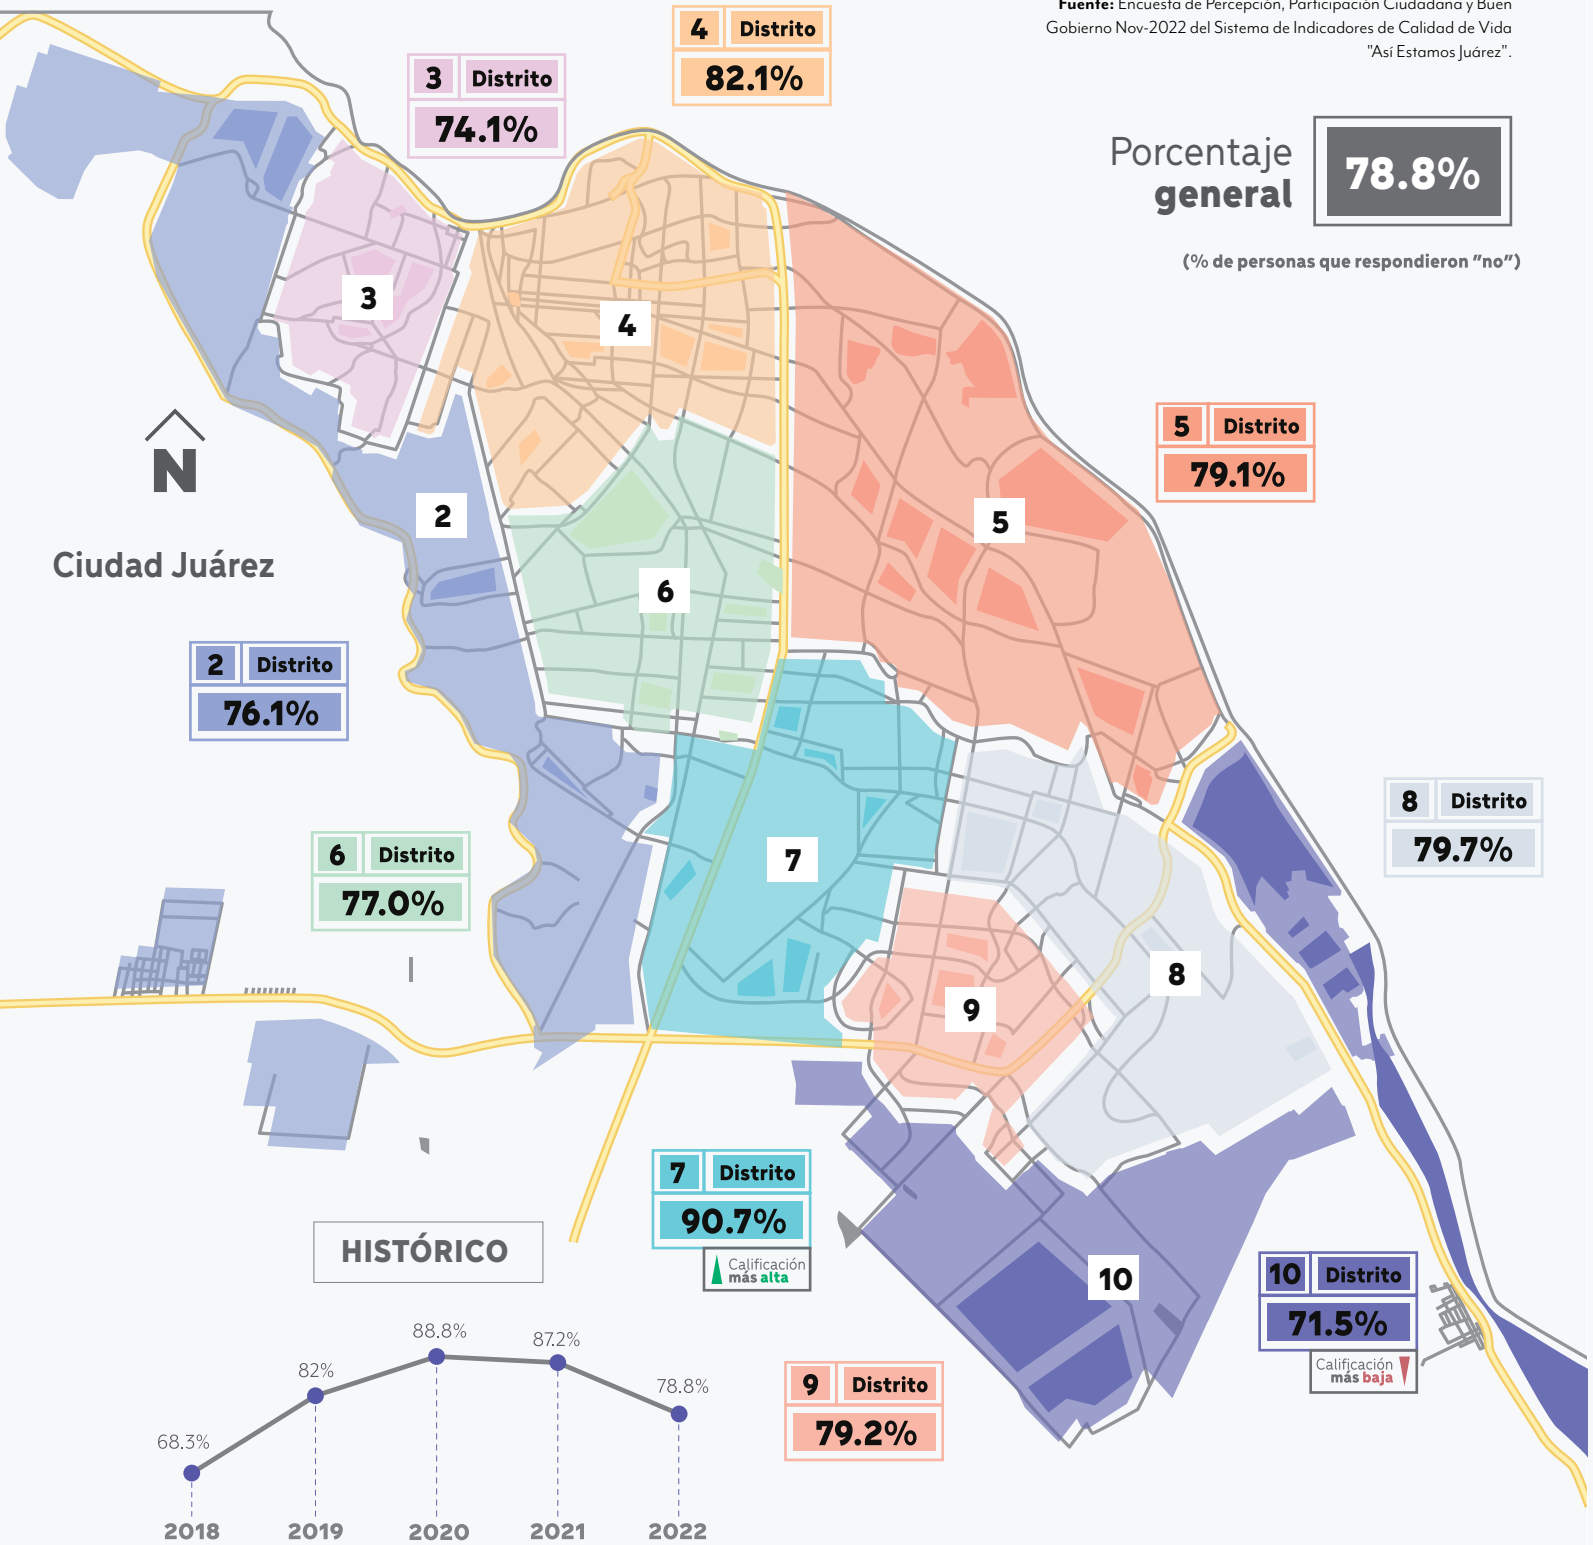 Fuente: Encuesta de Percepción, Participación Ciudadana y Buen
Gobierno Nov-2022 del Sistema de Indicadores de Calidad de Vida
"Así Estamos Juárez".
4 Distrito
82.1%
3 Distrito
74.1%
Porcentaje
general
78.8%
(% de personas que respondieron "no")
3
4
5 Distrito
79.1%
N
2
5
Ciudad Juárez
6
2 Distrito
76.1%
8 Distrito
79.7%
6 Distrito
77.0%
7
8
9
7 Distrito
90.7%
Calificación
más alta
10
10 Distrito
71.5%
Calificación
más baja
9 Distrito
79.2%
HISTÓRICO
68.3%
82%
88.8%
87.2%
78.8%
2018
2019
2020
2021
2022